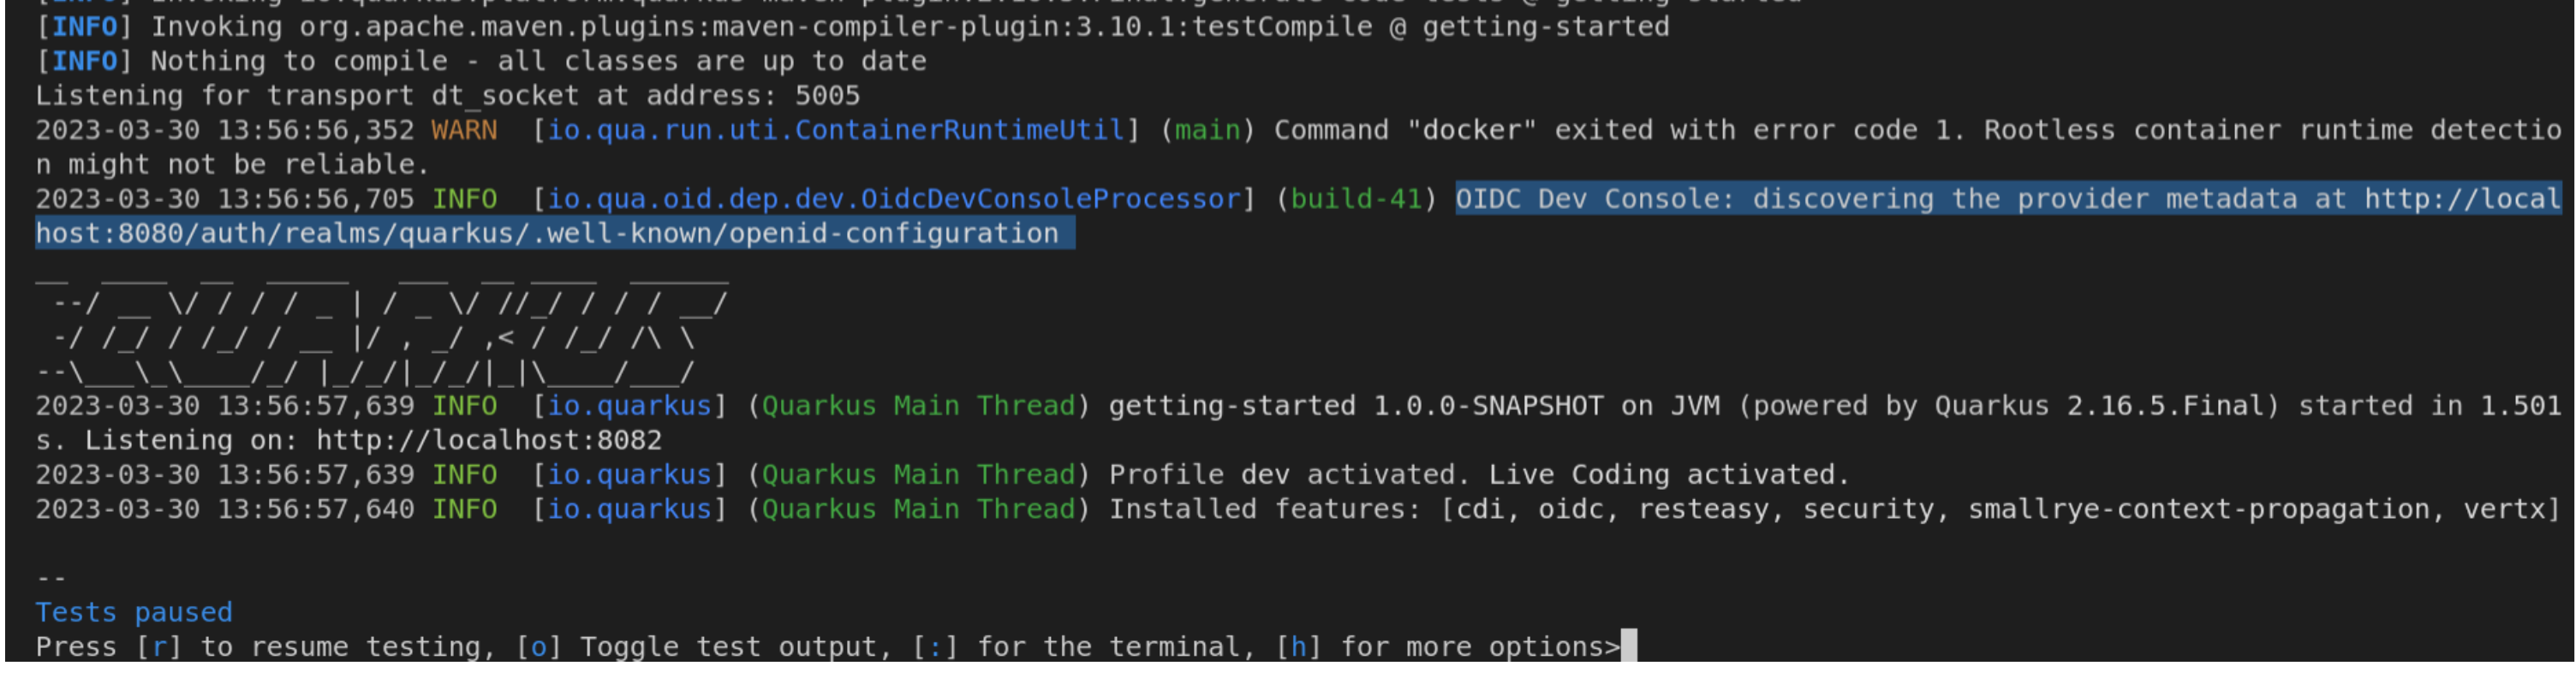 [INFO] Invoking org.apache.maven.plugins:maven-compiler-plugin:3.10.1:testCompile @ getting-started
[INFO] Nothing to compile - all classes are up to date
Listening for transport dt_socket at address: 5005
2023-03-30 13:56:56,352 WARN  [io.qua.run.uti.ContainerRuntimeUtil] (main) Command "docker" exited with error code 1. Rootless container runtime detectio
n might not be reliable.
2023-03-30 13:56:56,705 INFO  [io.qua.oid.dep.dev.OidcDevConsoleProcessor] (build-41) OIDC Dev Console: discovering the provider metadata at http://local
host:8080/auth/realms/quarkus/.well-known/openid-configuration
__  ____  __  _____   ___  __ ____  ______
 --/ __ \/ / / / _ | / _ \/ //_/ / / / __/
 -/ /_/ / /_/ / __ |/ , _/ ,< / /_/ /\ \
--\___\_\____/_/ |_/_/|_/_/|_|\____/___/
2023-03-30 13:56:57,639 INFO  [io.quarkus] (Quarkus Main Thread) getting-started 1.0.0-SNAPSHOT on JVM (powered by Quarkus 2.16.5.Final) started in 1.501
s. Listening on: http://localhost:8082
2023-03-30 13:56:57,639 INFO  [io.quarkus] (Quarkus Main Thread) Profile dev activated. Live Coding activated.
2023-03-30 13:56:57,640 INFO  [io.quarkus] (Quarkus Main Thread) Installed features: [cdi, oidc, resteasy, security, smallrye-context-propagation, vertx]
--
Tests paused
Press [r] to resume testing, [o] Toggle test output, [:] for the terminal, [h] for more options>